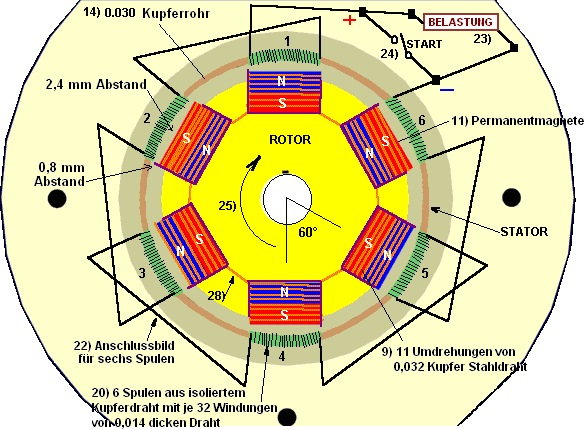 14) 0.030 Kupferrohr
+
BELASTUNG
23)
START
24)
−
1
2,4 mm Abstand
2
N
S
S
N
ROTOR
S
N
6
11) Permanentmagnete
0,8 mm
Abstand
25)
60°
STATOR
S
N
3
S
N
5
28)
N
S
4
22) Anschlussbild
für sechs Spulen
9) 11 Umdrehungen von
0,032 Kupfer Stahldraht
20) 6 Spulen aus isoliertem
Kupferdraht mit je 32 Windungen
von 0,014 dicken Draht